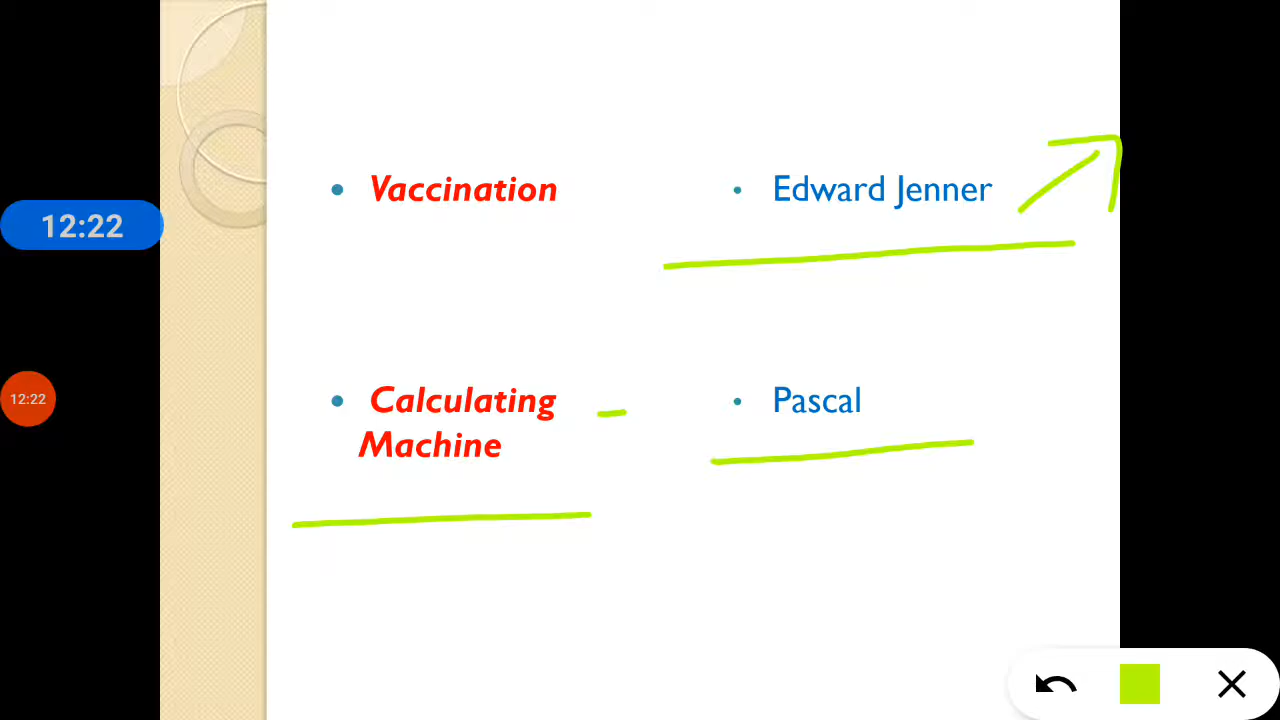 Vaccination
Edward Jenner
12:22
12:22
Calculating
Machine
Pascal